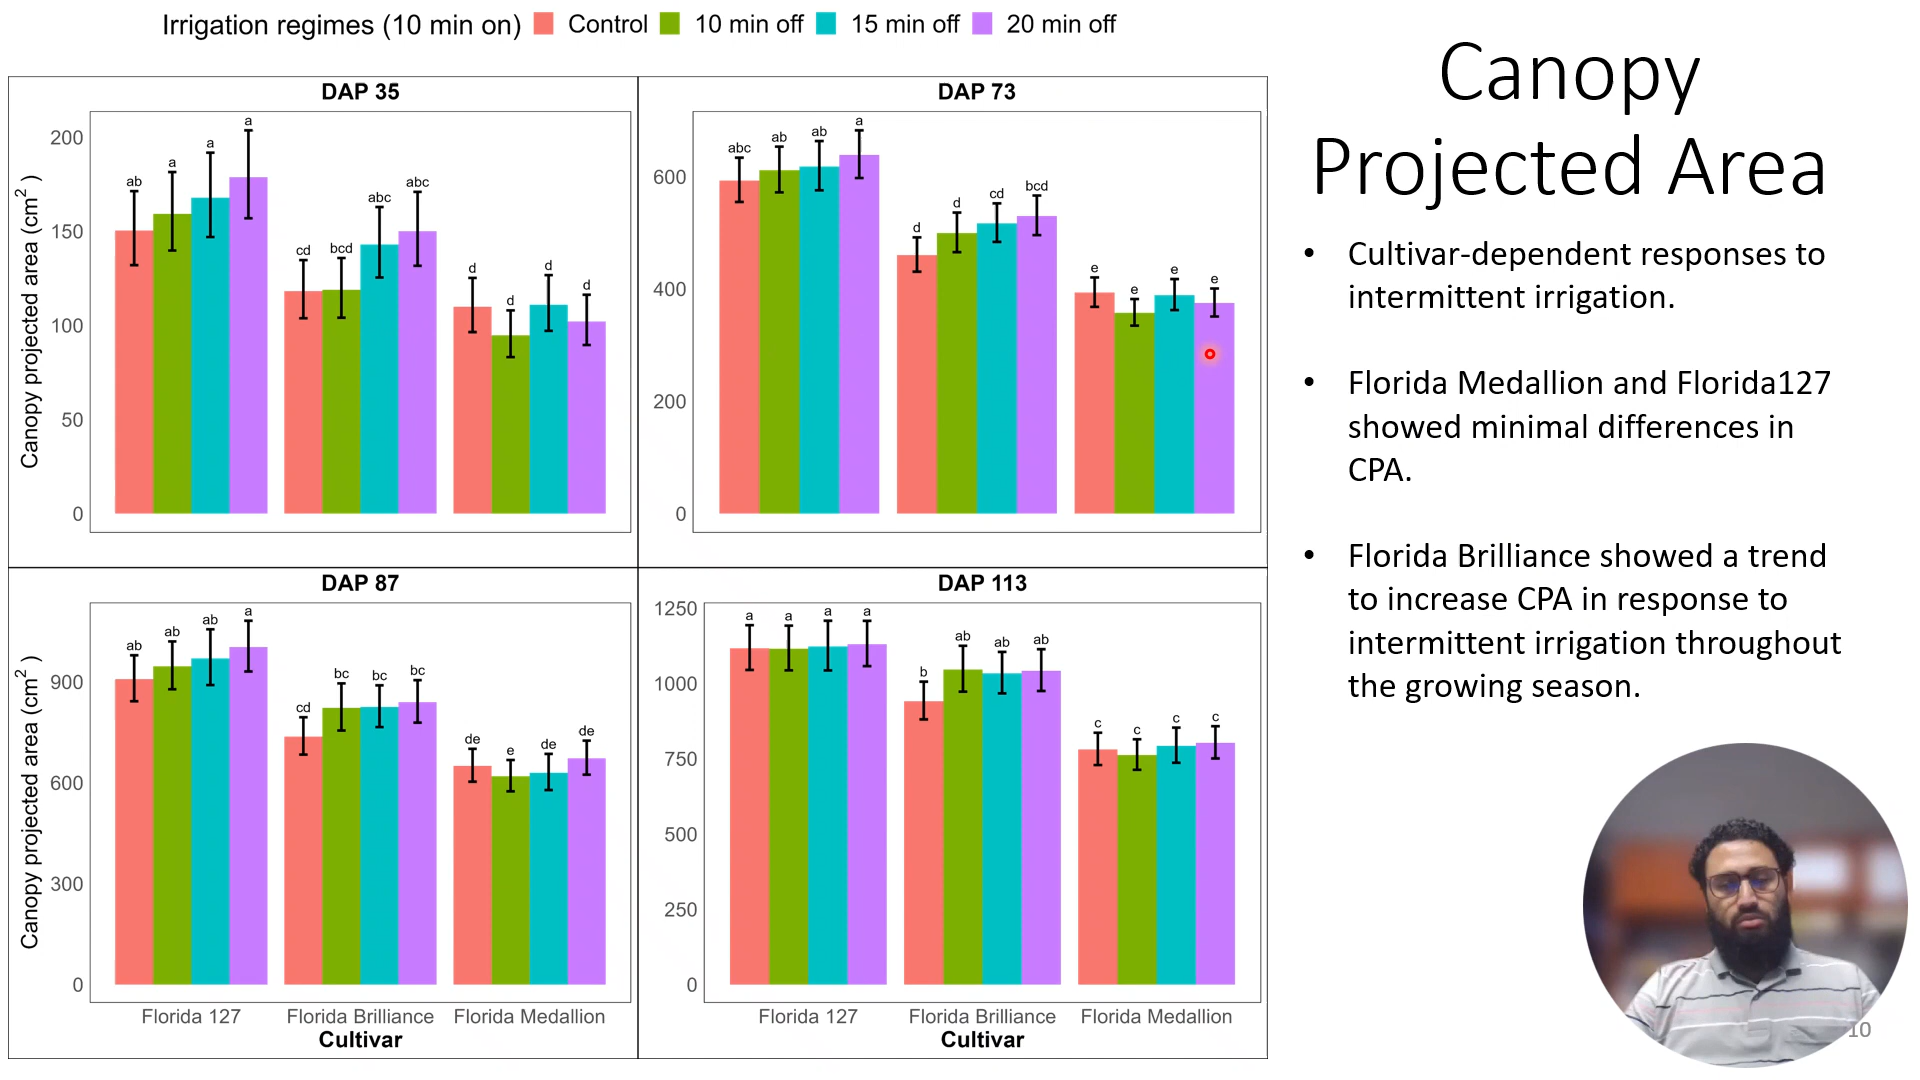 Irrigation regimes (10 min on) Control 10 min off 15 min off 20 min off
Canopy
Projected Area
• Cultivar-dependent responses to
intermittent irrigation.
• Florida Medallion and Florida127
showed minimal differences in
CPA.
• Florida Brilliance showed a trend
to increase CPA in response to
intermittent irrigation throughout
the growing season.
DAP 35
Canopy projected area (cm2 )
200
150
100
50
0
ab a a a
cd bcd abc abc
d d d d
DAP 73
600
400
200
0
abc ab ab a
d d cd bcd
e e e e
DAP 87
Canopy projected area (cm2 )
900
600
300
0
ab ab ab a
cd bc bc bc
de e de de
Florida 127 Florida Brilliance Florida Medallion
Cultivar
DAP 113
1250
1000
750
500
250
0
a a a a
b ab ab ab
c c c c
Florida 127 Florida Brilliance Florida Medallion
Cultivar
10